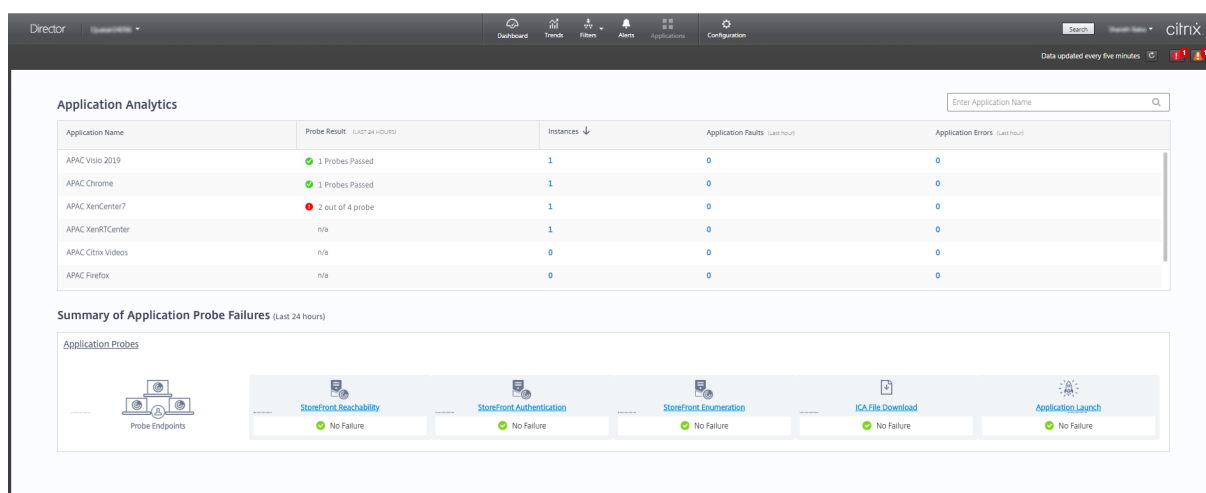 Director
Dashboard Trends Filters Alerts Applications Configuration
Search
citrix
Data updated every five minutes
1 1
Application Analytics
Enter Application Name
Application Name Probe Result (LAST 24 HOURS) Instances Application Faults (Last hour) Application Errors (Last hour)
APAC Visio 2019 1 Probes Passed 1 0 0
APAC Chrome 1 Probes Passed 1 0 0
APAC XenCenter7 2 out of 4 probe 1 0 0
APAC XenRTCenter n/a 1 0 0
APAC Citrix Videos n/a 0 0 0
APAC Firefox n/a 0 0 0
Summary of Application Probe Failures (Last 24 hours)
Application Probes
StoreFront Reachability StoreFront Authentication StoreFront Enumeration ICA File Download Application Launch
Probe Endpoints No Failure No Failure No Failure No Failure No Failure